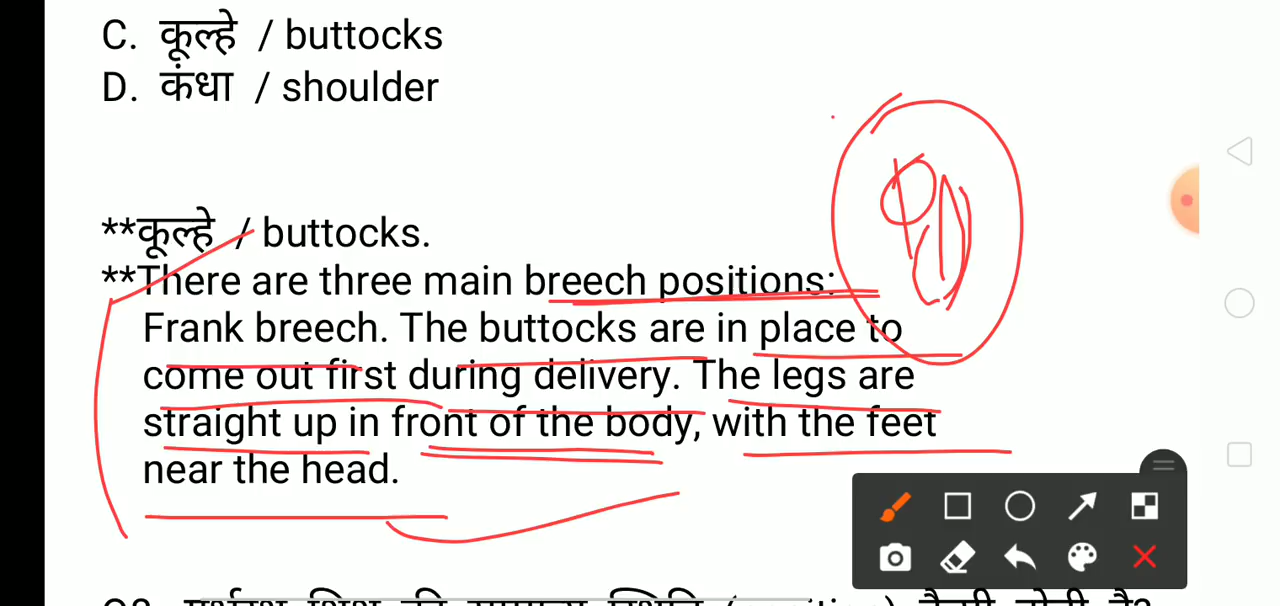 C. कूल्हे / buttocks
D. कंधा / shoulder
**कूल्हे / buttocks.
**There are three main breech positions:
Frank breech. The buttocks are in place to
come out first during delivery. The legs are
straight up in front of the body, with the feet
near the head.